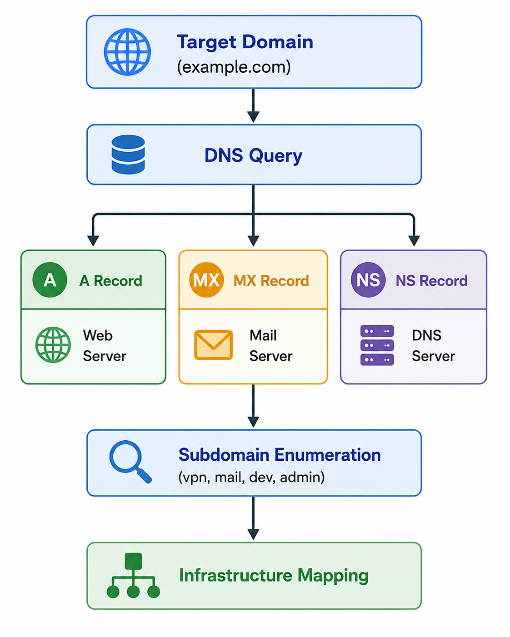 Target Domain
(example.com)
DNS Query
A
A Record
Web
Server
MX
MX Record
Mail
Server
NS
NS Record
DNS
Server
Subdomain Enumeration
(vpn, mail, dev, admin)
Infrastructure Mapping